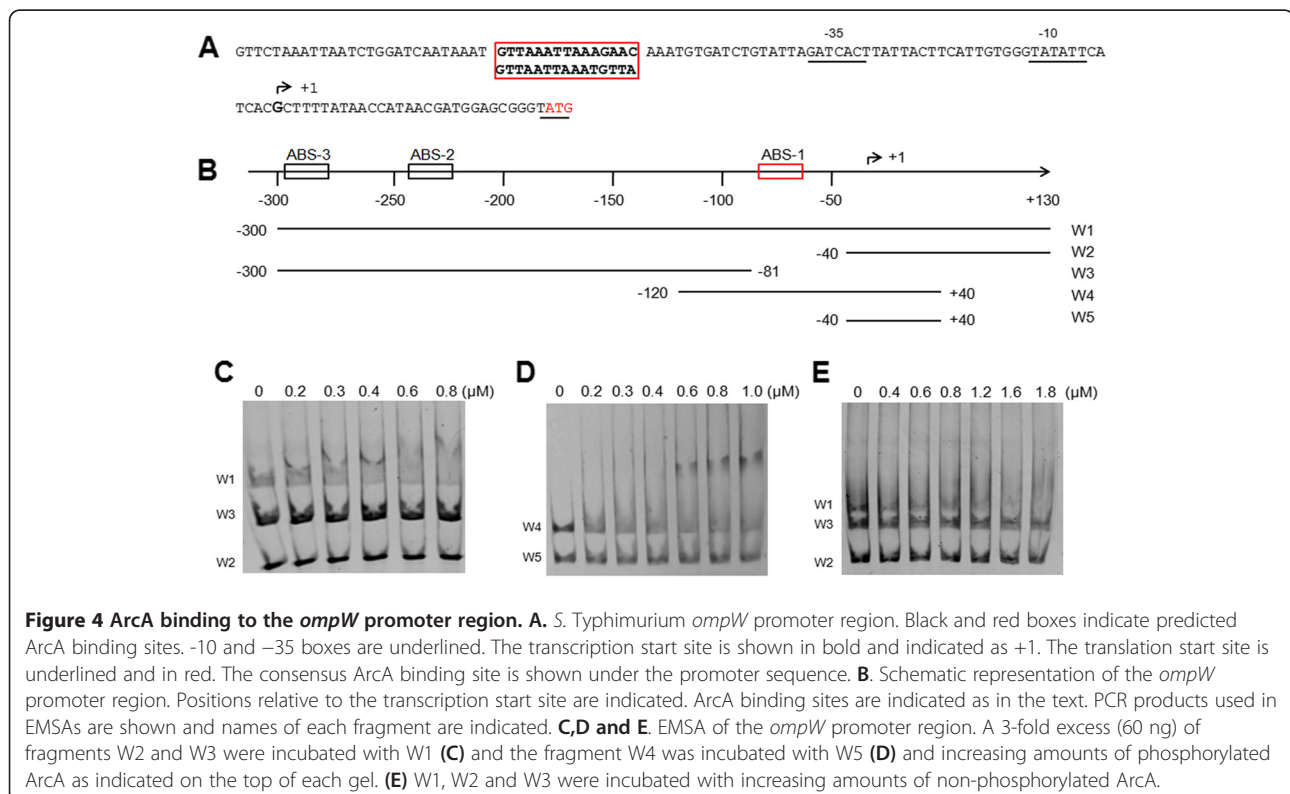 A
-35 -10
GTTCTAAATTAATCTGGATCAATAAAT GTTAAATTAAAGAAC AAATGTGATCTGTATTAGATCACTTATTACTTCATTGTGGGTATATTCA
GTTAATTAAATGTTA
+1
TCACGCTTTTATAACCATAACGATGGAGCGGGTATG
B
ABS-3 ABS-2 ABS-1 +1
-300 -250 -200 -150 -100 -50 +130
-300 W1
-40 W2
-300 -81 W3
-120 +40 W4
-40 +40 W5
C
0 0.2 0.3 0.4 0.6 0.8 (μM)
W1
W3
W2
D
0 0.2 0.3 0.4 0.6 0.8 1.0 (μM)
W4
W5
E
0 0.4 0.6 0.8 1.2 1.6 1.8 (μM)
W1
W3
W2
Figure 4 ArcA binding to the ompW promoter region. A. S. Typhimurium ompW promoter region. Black and red boxes indicate predicted
ArcA binding sites. -10 and −35 boxes are underlined. The transcription start site is shown in bold and indicated as +1. The translation start site is
underlined and in red. The consensus ArcA binding site is shown under the promoter sequence. B. Schematic representation of the ompW
promoter region. Positions relative to the transcription start site are indicated. ArcA binding sites are indicated as in the text. PCR products used in
EMSAs are shown and names of each fragment are indicated. C,D and E. EMSA of the ompW promoter region. A 3-fold excess (60 ng) of
fragments W2 and W3 were incubated with W1 (C) and the fragment W4 was incubated with W5 (D) and increasing amounts of phosphorylated
ArcA as indicated on the top of each gel. (E) W1, W2 and W3 were incubated with increasing amounts of non-phosphorylated ArcA.